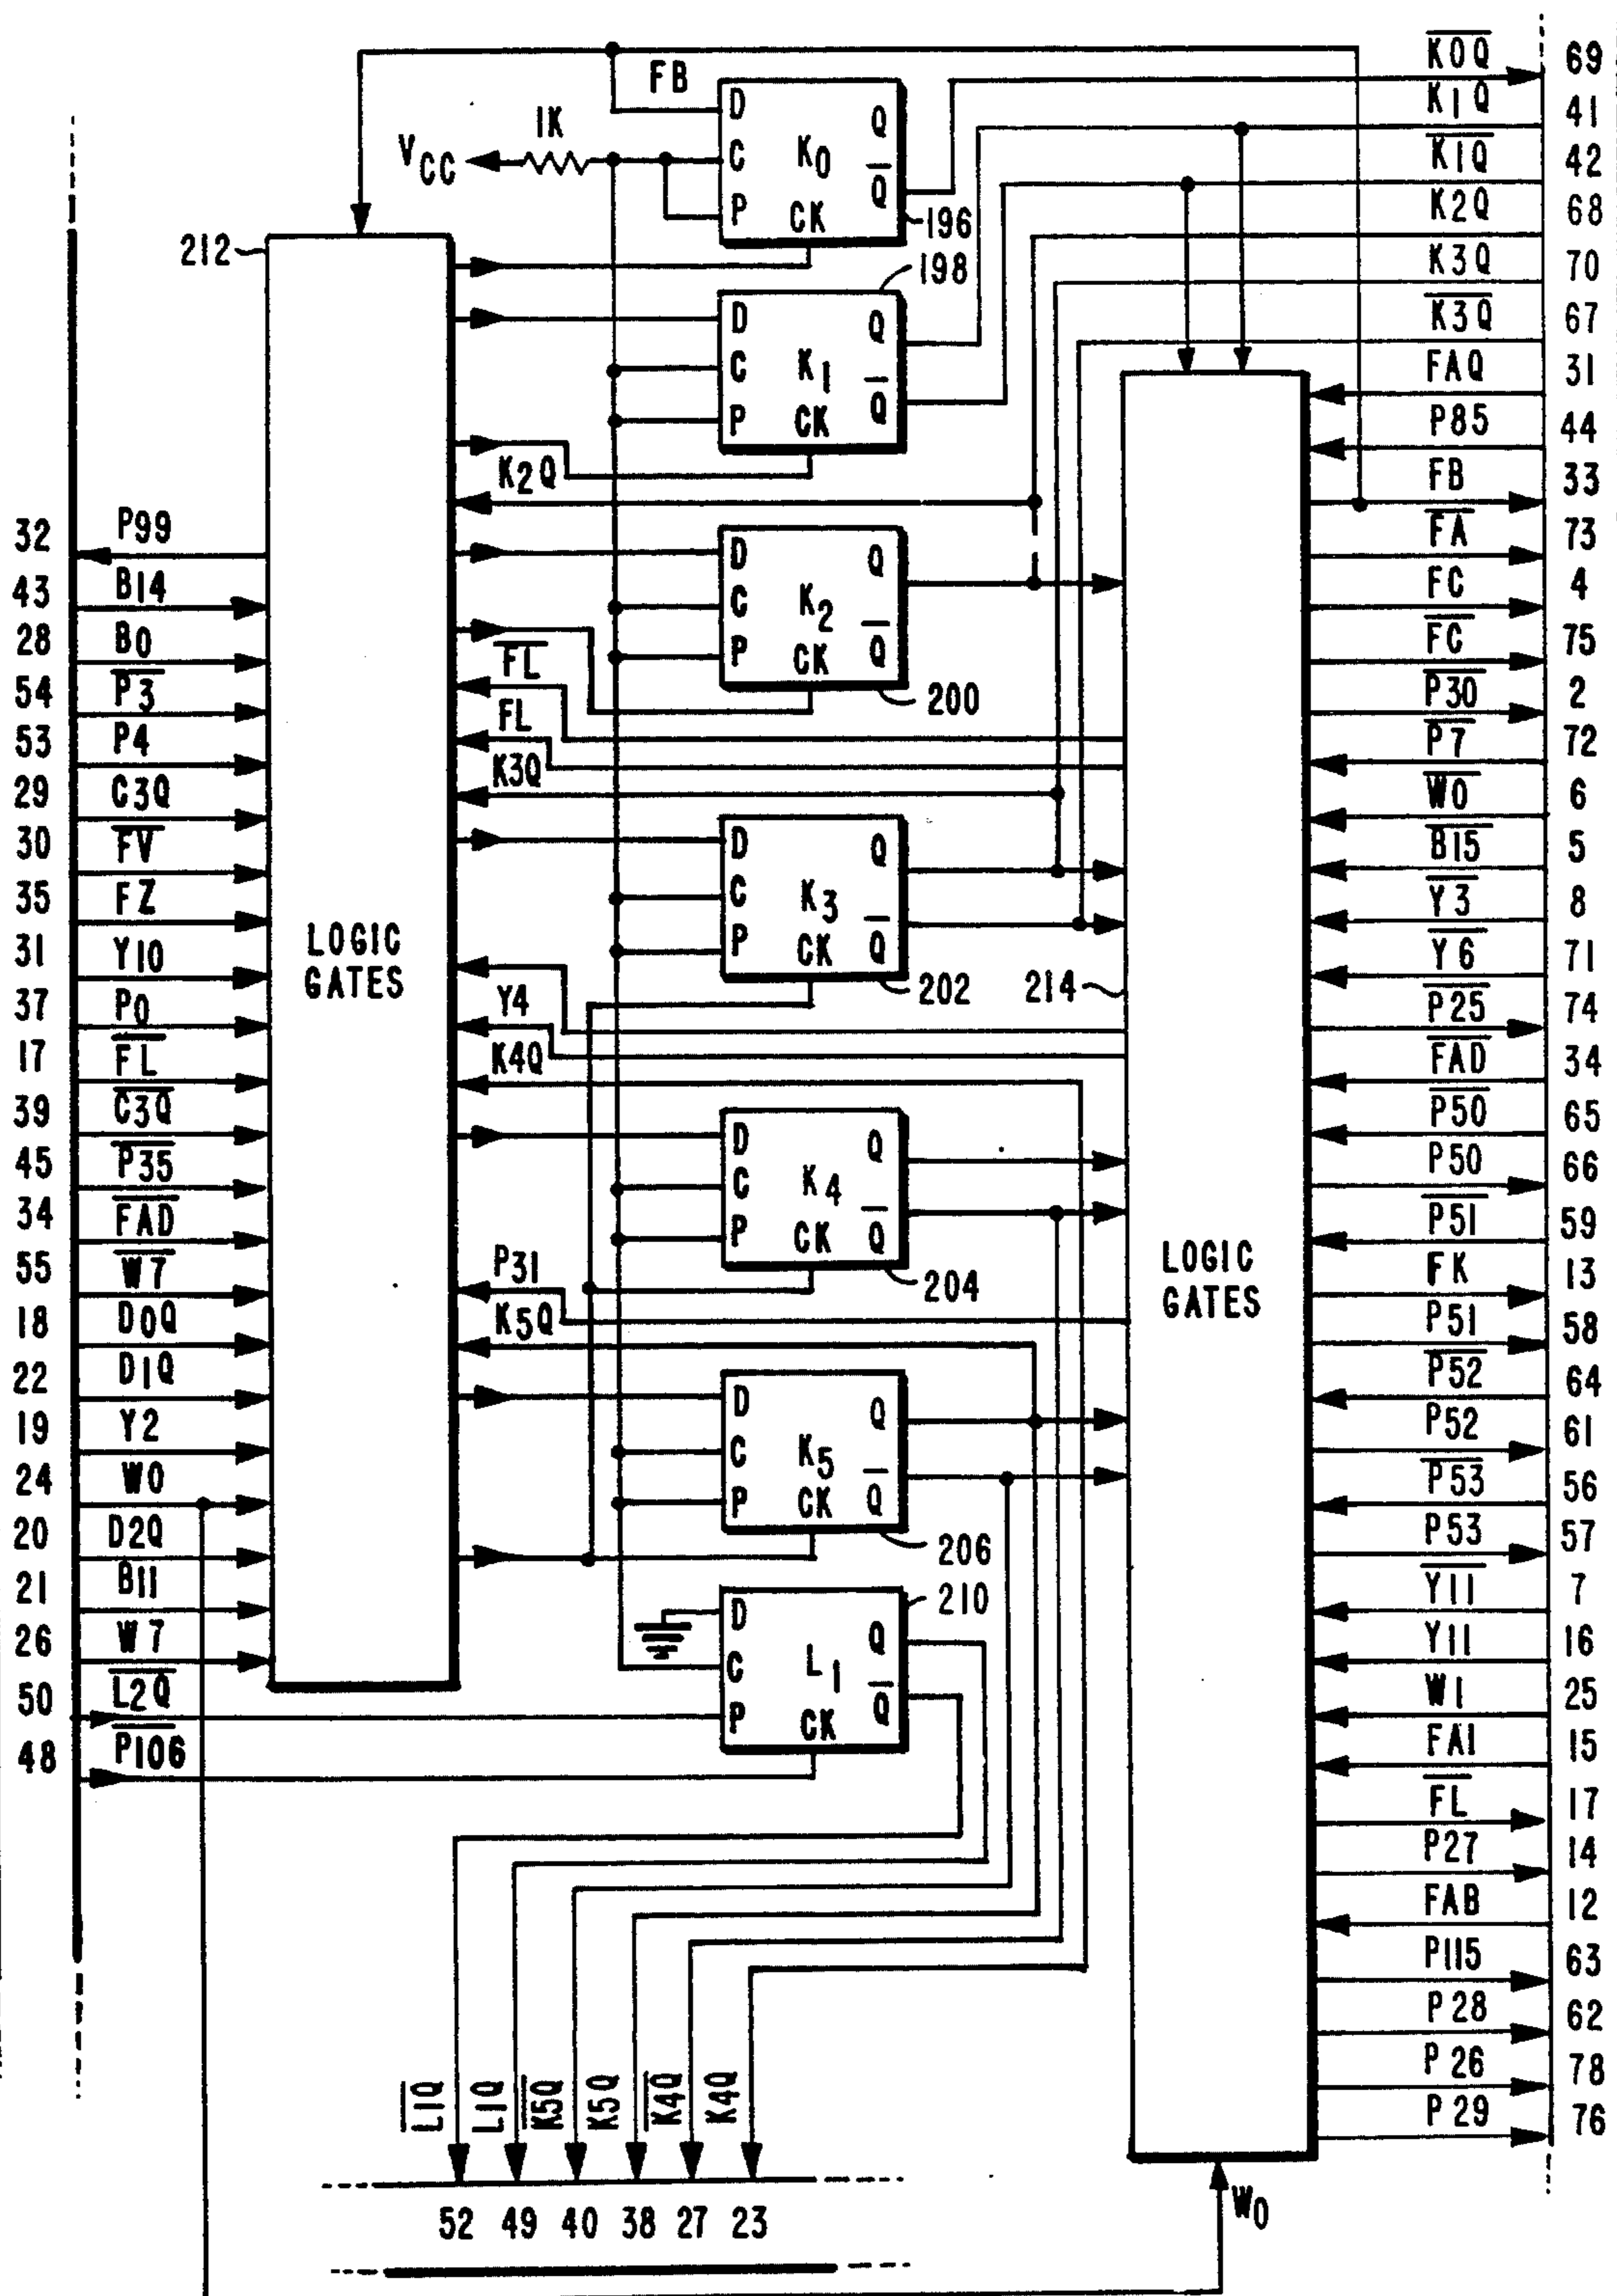 K0Q 69
K1Q 41
K1Q 42
K2Q 68
K3Q 70
K3Q 67
FAQ 31
P85 44
FB 33
FA 73
FC 4
FC 75
P30 2
P7 72
W0 6
B15 5
Y3 8
Y6 71
P25 74
FAD 34
P50 65
P50 66
P51 59
FK 13
P51 58
P52 64
P52 61
P53 56
P53 57
Y11 7
Y11 16
W1 25
FA1 15
FL 17
P27 14
FAB 12
P115 63
P28 62
P26 78
P29 76
32 P99
43 B14
28 B0
54 P3
53 P4
29 C3Q
30 FV
35 FZ
31 Y10
37 P0
17 FL
39 C3Q
45 P35
34 FAD
55 W7
18 D0Q
22 D1Q
19 Y2
24 W0
20 D2Q
21 B11
26 W7
50 L2Q
48 P106
212
LOGIC
GATES
FB
1K
VCC
D Q
C K0 Q
P CK
196
198
D Q
C K1 Q
P CK
K2Q
D Q
C K2
P CK Q
200
FL
FL
K3Q
D Q
C K3
P CK Q
202
Y4
K4Q
D Q
C K4
P CK Q
204
P31
K5Q
D Q
C K5
P CK Q
206
210
D Q
C L1
P CK Q
214
LOGIC
GATES
L1Q L1Q K5Q K5Q K4Q K4Q
52 49 40 38 27 23
W0